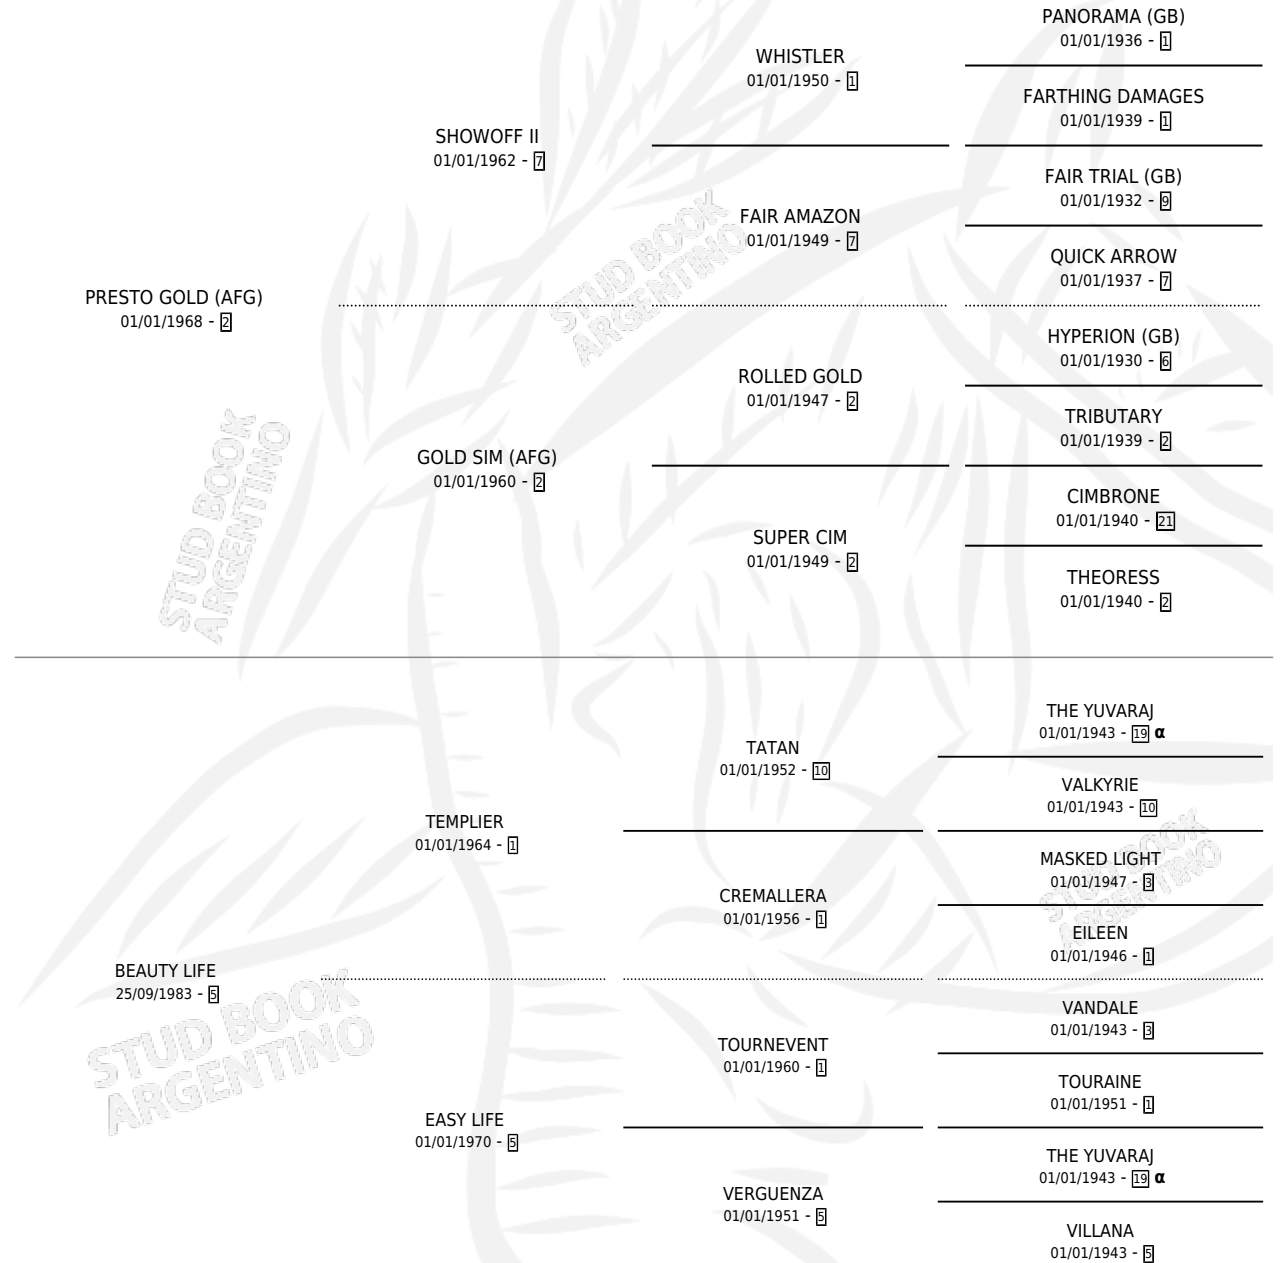 PANORAMA (GB)
01/01/1936 - 1
WHISTLER
01/01/1950 - 1
FARTHING DAMAGES
01/01/1939 - 1
SHOWOFF II
01/01/1962 - 7
FAIR TRIAL (GB)
01/01/1932 - 9
FAIR AMAZON
01/01/1949 - 7
QUICK ARROW
01/01/1937 - 7
STUD BOOK
ARGENTINO
PRESTO GOLD (AFG)
01/01/1968 - 2
HYPERION (GB)
01/01/1930 - 6
ROLLED GOLD
01/01/1947 - 2
TRIBUTARY
01/01/1939 - 2
GOLD SIM (AFG)
01/01/1960 - 2
CIMBRONE
01/01/1940 - 21
SUPER CIM
01/01/1949 - 2
THEORESS
01/01/1940 - 2
STUD BOOK
ARGENTINO
THE YUVARAJ
01/01/1943 - 19 α
TATAN
01/01/1952 - 10
VALKYRIE
01/01/1943 - 10
TEMPLIER
01/01/1964 - 1
MASKED LIGHT
01/01/1947 - 3
CREMALLERA
01/01/1956 - 1
EILEEN
01/01/1946 - 1
STUD BOOK
ARGENTINO
BEAUTY LIFE
25/09/1983 - 5
VANDALE
01/01/1943 - 3
TOURNEVENT
01/01/1960 - 1
TOURAINE
01/01/1951 - 1
EASY LIFE
01/01/1970 - 5
THE YUVARAJ
01/01/1943 - 19 α
VERGUENZA
01/01/1951 - 5
VILLANA
01/01/1943 - 5
STUD BOOK
ARGENTINO